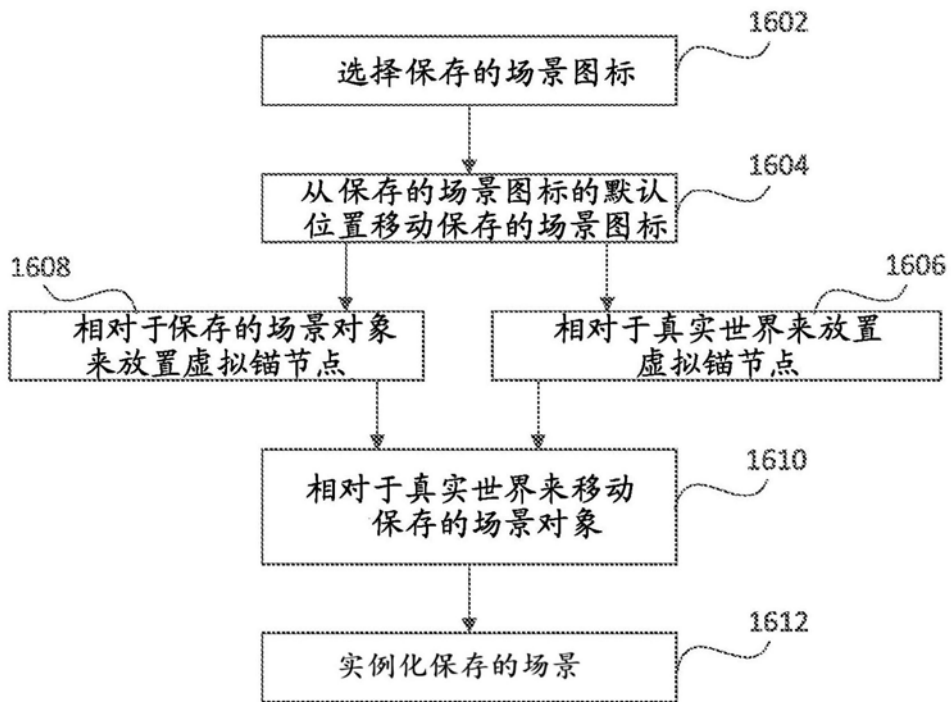 1602
选择保存的场景图标
1604
从保存的场景图标的默认
位置移动保存的场景图标
1608
相对于保存的场景对象
来放置虚拟锚节点
1606
相对于真实世界来放置
虚拟锚节点
1610
相对于真实世界来移动
保存的场景对象
1612
实例化保存的场景